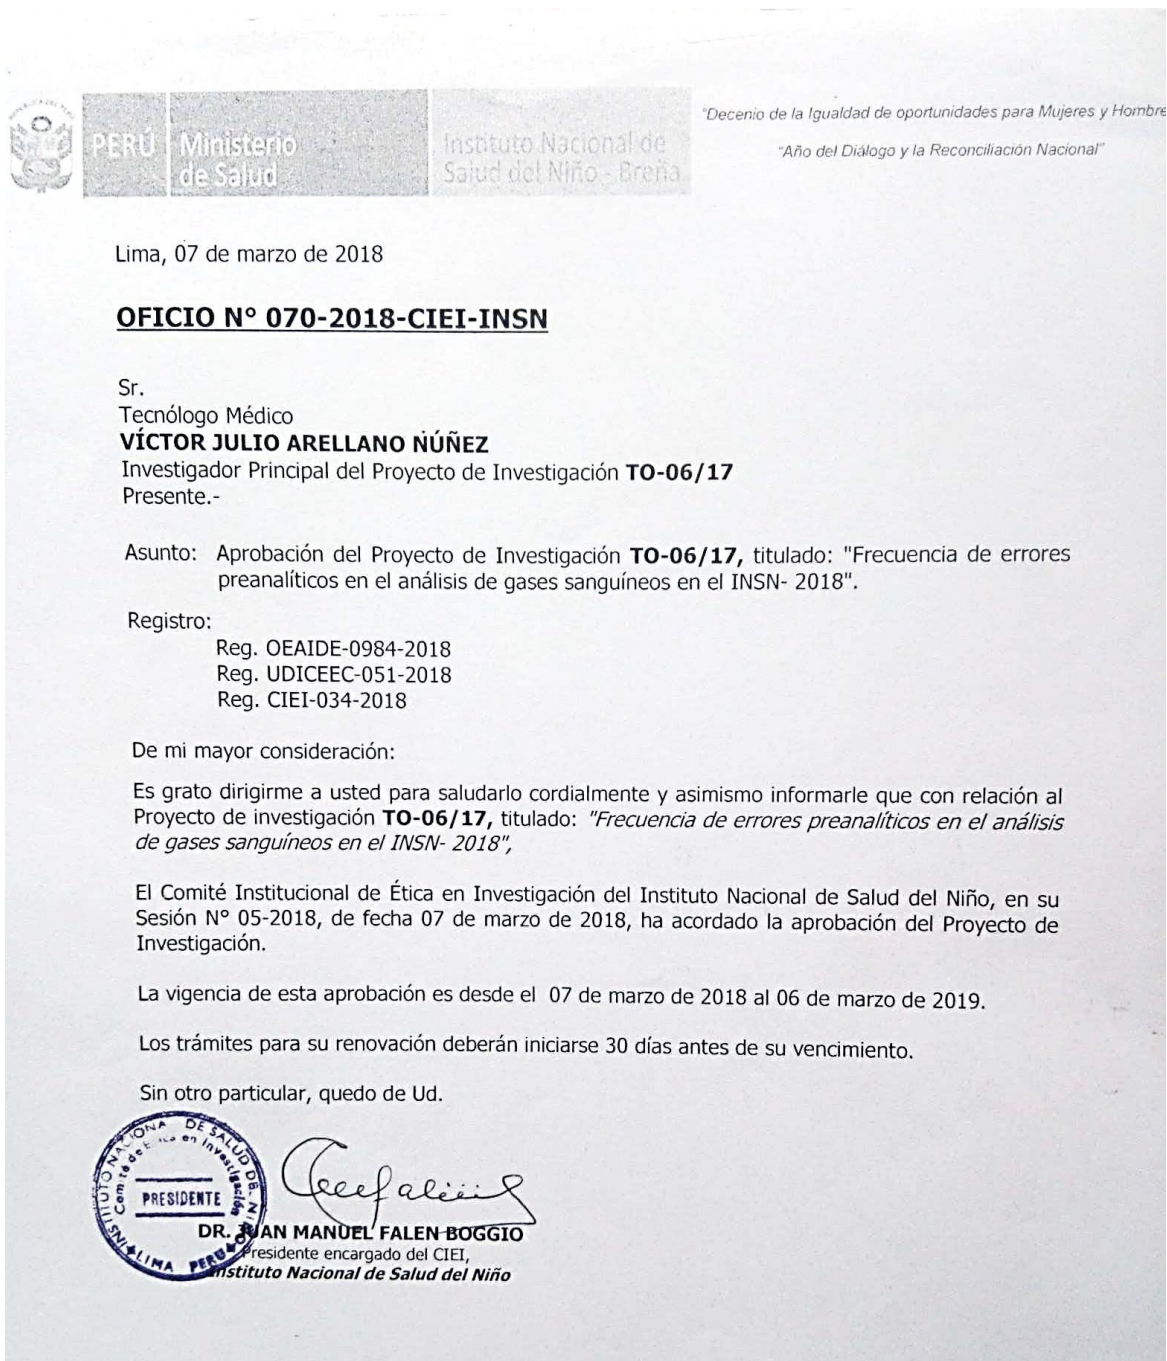 "Decenio de la Igualdad de oportunidades para Mujeres y Hombre
"Año del Diálogo y la Reconciliación Nacional"
PERÚ
Ministerio
de Salud
Instituto Nacional de
Salud del Niño - Breña
Lima, 07 de marzo de 2018
OFICIO N° 070-2018-CIEI-INSN
Sr.
Tecnólogo Médico
VÍCTOR JULIO ARELLANO ÑÚÑEZ
Investigador Principal del Proyecto de Investigación TO-06/17
Presente.-
Asunto: Aprobación del Proyecto de Investigación TO-06/17, titulado: "Frecuencia de errores
preanalíticos en el análisis de gases sanguíneos en el INSN- 2018".
Registro:
Reg. OEAIDE-0984-2018
Reg. UDICEEC-051-2018
Reg. CIEI-034-2018
De mi mayor consideración:
Es grato dirigirme a usted para saludarlo cordialmente y asimismo informarle que con relación al
Proyecto de investigación TO-06/17, titulado: "Frecuencia de errores preanalíticos en el análisis
de gases sanguíneos en el INSN- 2018",
El Comité Institucional de Ética en Investigación del Instituto Nacional de Salud del Niño, en su
Sesión N° 05-2018, de fecha 07 de marzo de 2018, ha acordado la aprobación del Proyecto de
Investigación.
La vigencia de esta aprobación es desde el 07 de marzo de 2018 al 06 de marzo de 2019.
Los trámites para su renovación deberán iniciarse 30 días antes de su vencimiento.
Sin otro particular, quedo de Ud.
PRESIDENTE
LIMA PERÚ
DR. JUAN MANUEL FALEN BOGGIO
Presidente encargado del CIEI,
Instituto Nacional de Salud del Niño